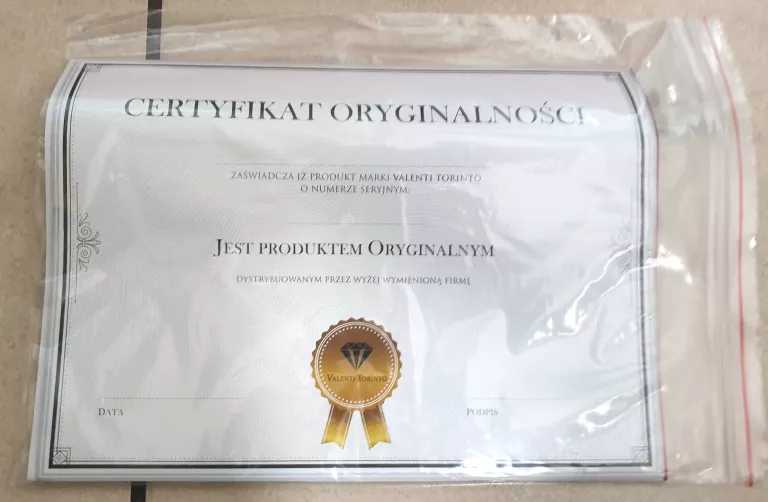 CERTYFIKAT ORYGINALNOŚCI
ZAŚWIADCZA IŻ PRODUKT MARKI VALENTI TORINTO
O NUMERZE SERYJNYM:
JEST PRODUKTEM ORYGINALNYM
DYSTRYBUOWANYM PRZEZ WYŻEJ WYMIENIONĄ FIRMĘ
VALENTI TORINTO
DATA
PODPIS